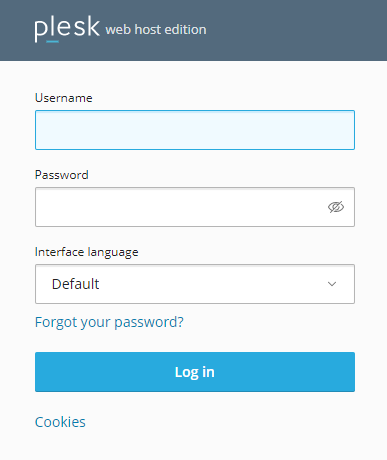 plesk web host edition
Username
Password
Interface language
Default
Forgot your password?
Log in
Cookies